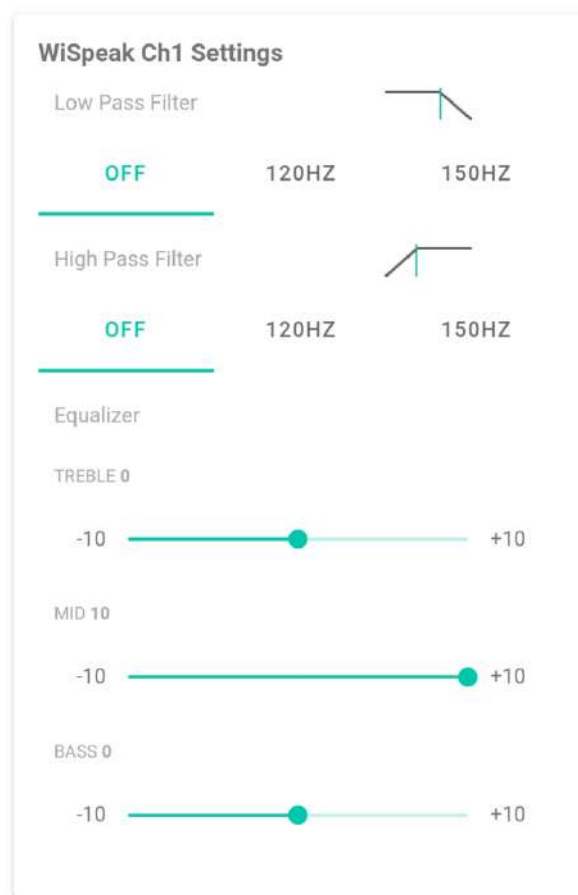 WiSpeak Ch1 Settings
Low Pass Filter
OFF 120HZ 150HZ
High Pass Filter
OFF 120HZ 150HZ
Equalizer
TREBLE 0
-10 +10
MID 10
-10 +10
BASS 0
-10 +10